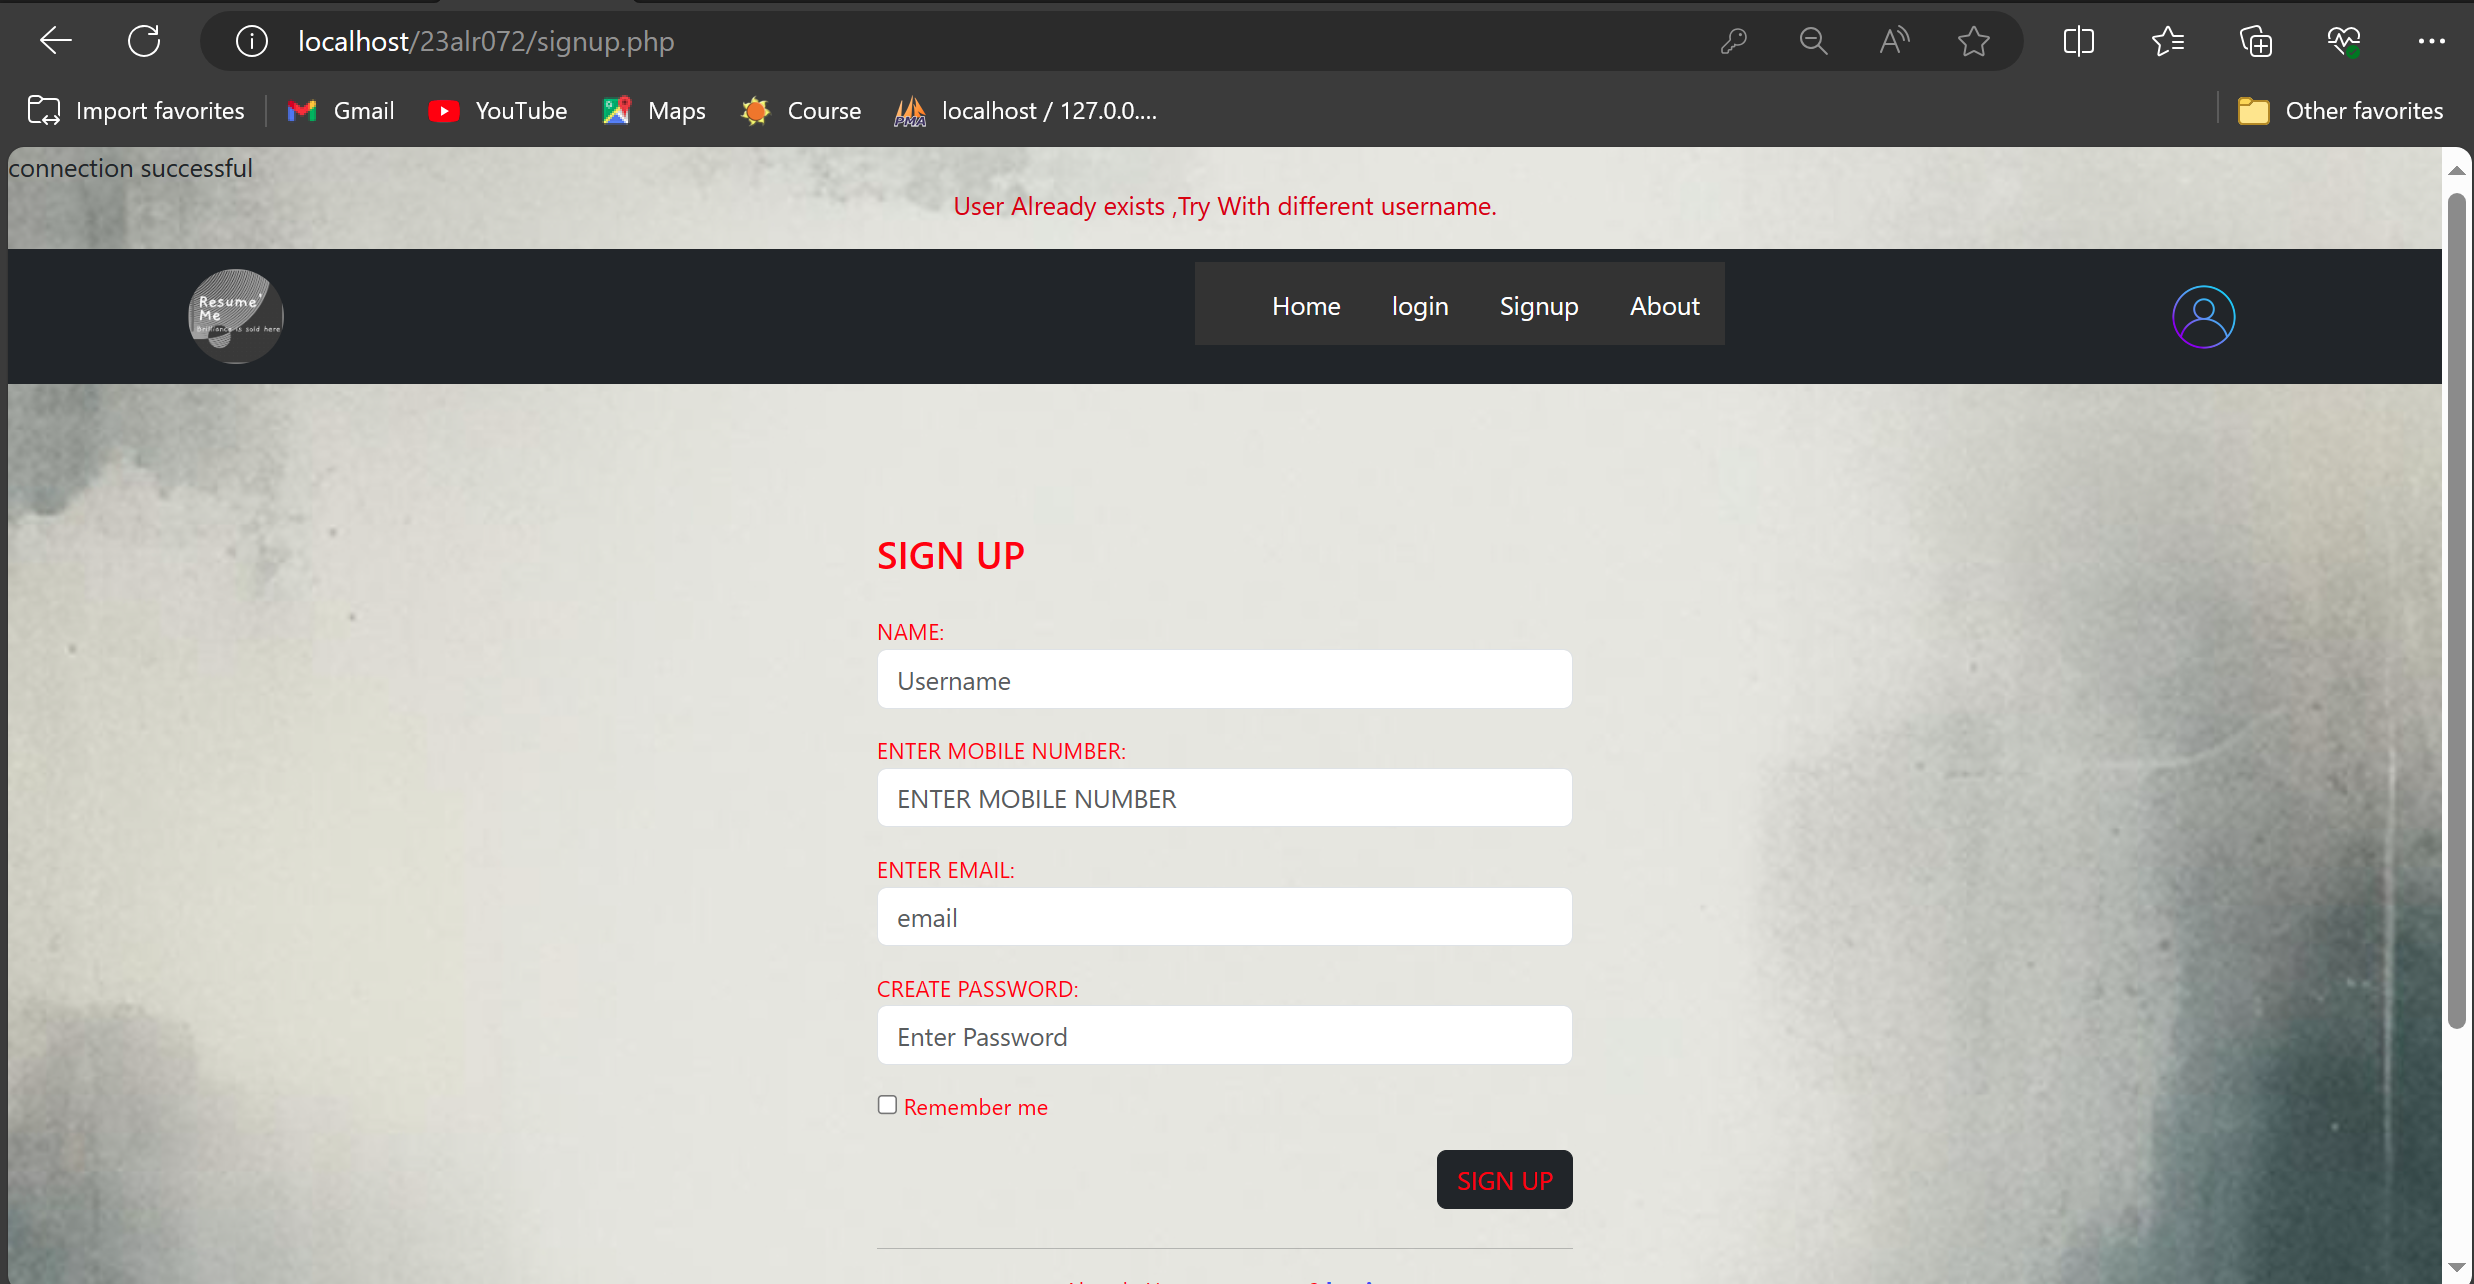 localhost/23alr072/signup.php
Import favorites Gmail YouTube Maps Course localhost / 127.0.0.... Other favorites
connection successful
User Already exists ,Try With different username.
Resume'
Me
Brilliance is sold here
Home login Signup About
SIGN UP
NAME:
Username
ENTER MOBILE NUMBER:
ENTER MOBILE NUMBER
ENTER EMAIL:
email
CREATE PASSWORD:
Enter Password
Remember me
SIGN UP